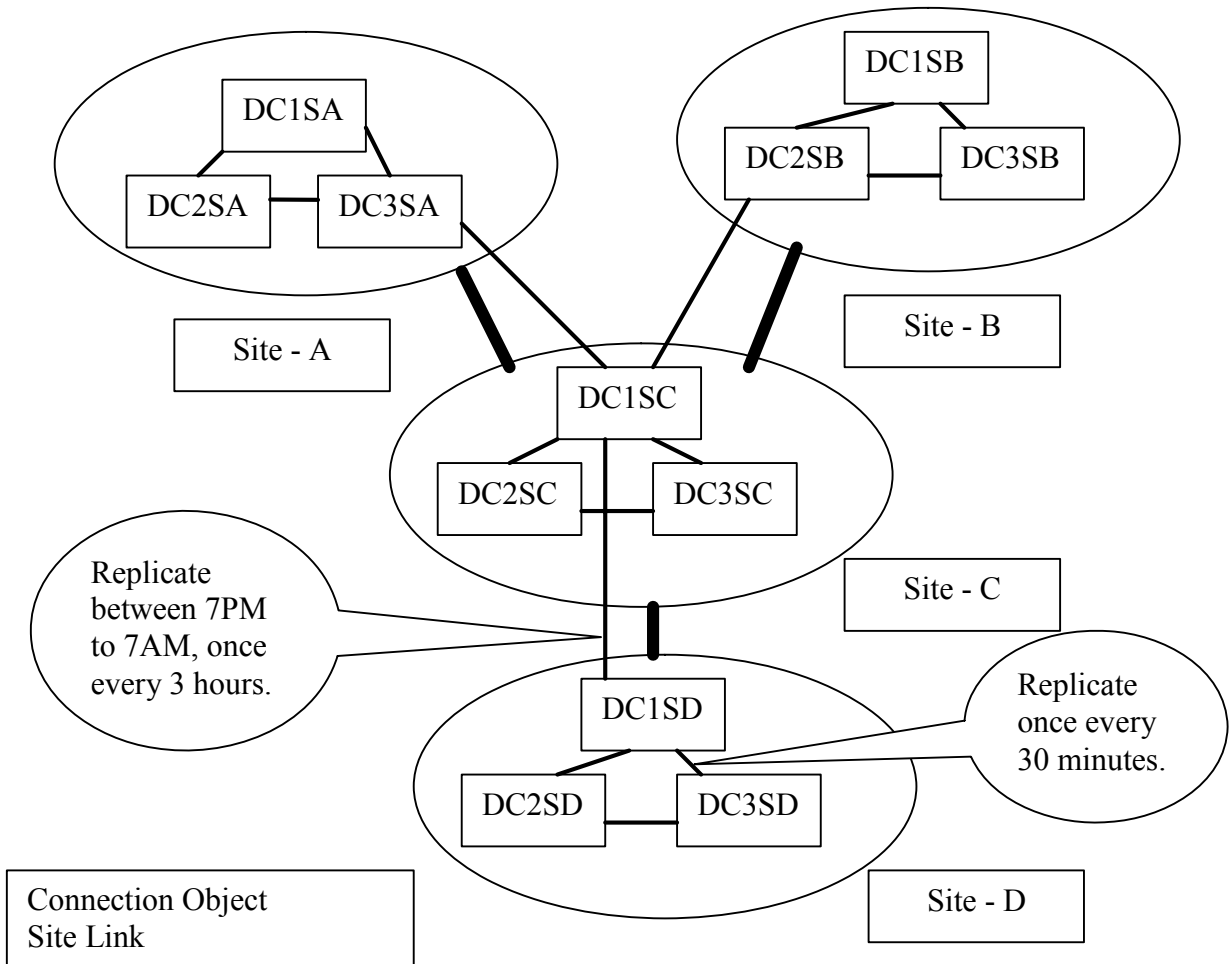 DC1SA
DC2SA
DC3SA
DC1SB
DC2SB
DC3SB
Site - A
Site - B
DC1SC
DC2SC
DC3SC
Site - C
Replicate
between 7PM
to 7AM, once
every 3 hours.
DC1SD
DC2SD
DC3SD
Replicate
once every
30 minutes.
Site - D
Connection Object
Site Link